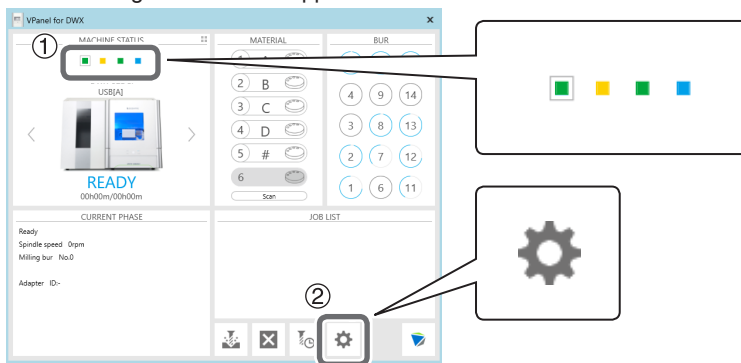 VPanel for DWX
①
MACHINE STATUS
USB[A]
READY
00h00m/00h00m
MATERIAL
2 B
3 C
4 D
5 #
6
Scan
BUR
4 9 14
3 8 13
2 7 12
1 6 11
CURRENT PHASE
Ready
Spindle speed 0rpm
Milling bur No.0
Adapter ID:-
JOB LIST
②